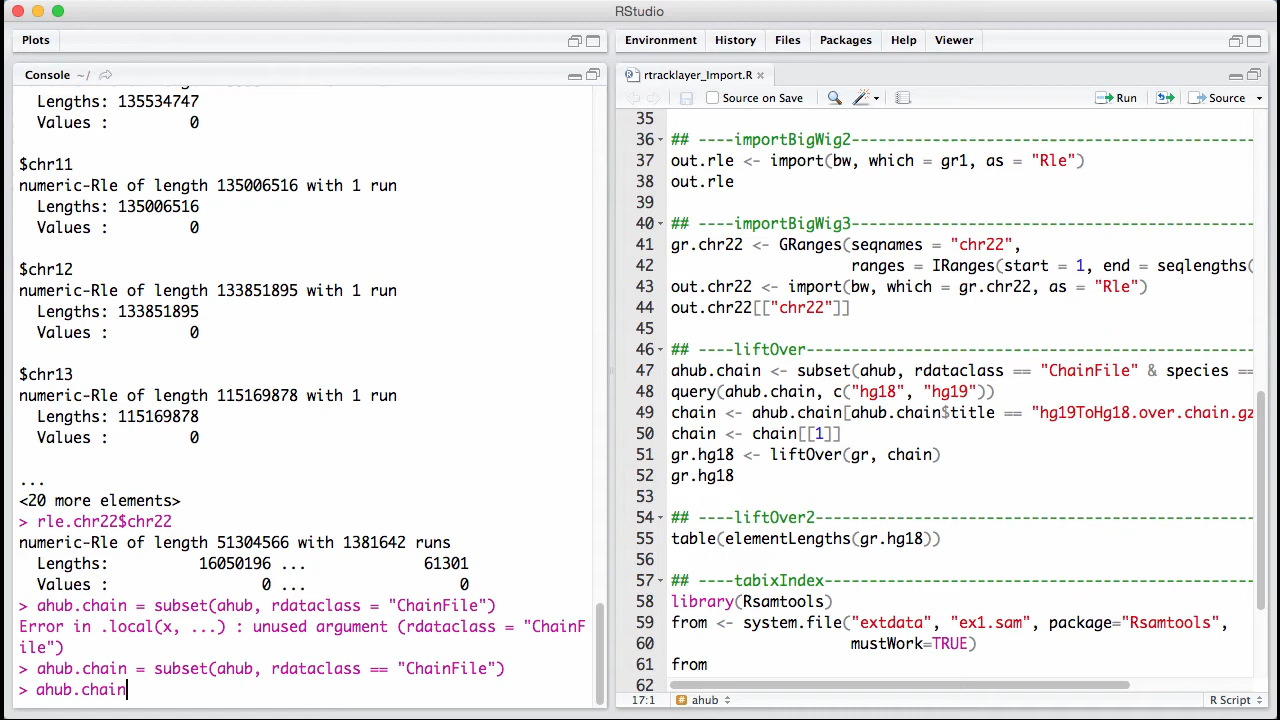 RStudio
Plots
Console ~/
Lengths: 135534747
Values : 0
$chr11
numeric-Rle of length 135006516 with 1 run
Lengths: 135006516
Values : 0
$chr12
numeric-Rle of length 133851895 with 1 run
Lengths: 133851895
Values : 0
$chr13
numeric-Rle of length 115169878 with 1 run
Lengths: 115169878
Values : 0
...
<20 more elements>
> rle.chr22$chr22
numeric-Rle of length 51304566 with 1381642 runs
Lengths: 16050196 ... 61301
Values : 0 ... 0
> ahub.chain = subset(ahub, rdataclass = "ChainFile")
Error in .local(x, ...) : unused argument (rdataclass = "ChainF
ile")
> ahub.chain = subset(ahub, rdataclass == "ChainFile")
> ahub.chain
Environment History Files Packages Help Viewer
rtracklayer_Import.R
Source on Save Run Source
35
36 ## ----importBigWig2----------------------------------------------
37 out.rle <- import(bw, which = gr1, as = "Rle")
38 out.rle
39
40 ## ----importBigWig3----------------------------------------------
41 gr.chr22 <- GRanges(seqnames = "chr22",
42 ranges = IRanges(start = 1, end = seqlengths(
43 out.chr22 <- import(bw, which = gr.chr22, as = "Rle")
44 out.chr22[["chr22"]]
45
46 ## ----liftOver---------------------------------------------------
47 ahub.chain <- subset(ahub, rdataclass == "ChainFile" & species ==
48 query(ahub.chain, c("hg18", "hg19"))
49 chain <- ahub.chain[ahub.chain$title == "hg19ToHg18.over.chain.gz
50 chain <- chain[[1]]
51 gr.hg18 <- liftOver(gr, chain)
52 gr.hg18
53
54 ## ----liftOver2--------------------------------------------------
55 table(elementLengths(gr.hg18))
56
57 ## ----tabixIndex-------------------------------------------------
58 library(Rsamtools)
59 from <- system.file("extdata", "ex1.sam", package="Rsamtools",
60 mustWork=TRUE)
61 from
62
17:1 ahub R Script